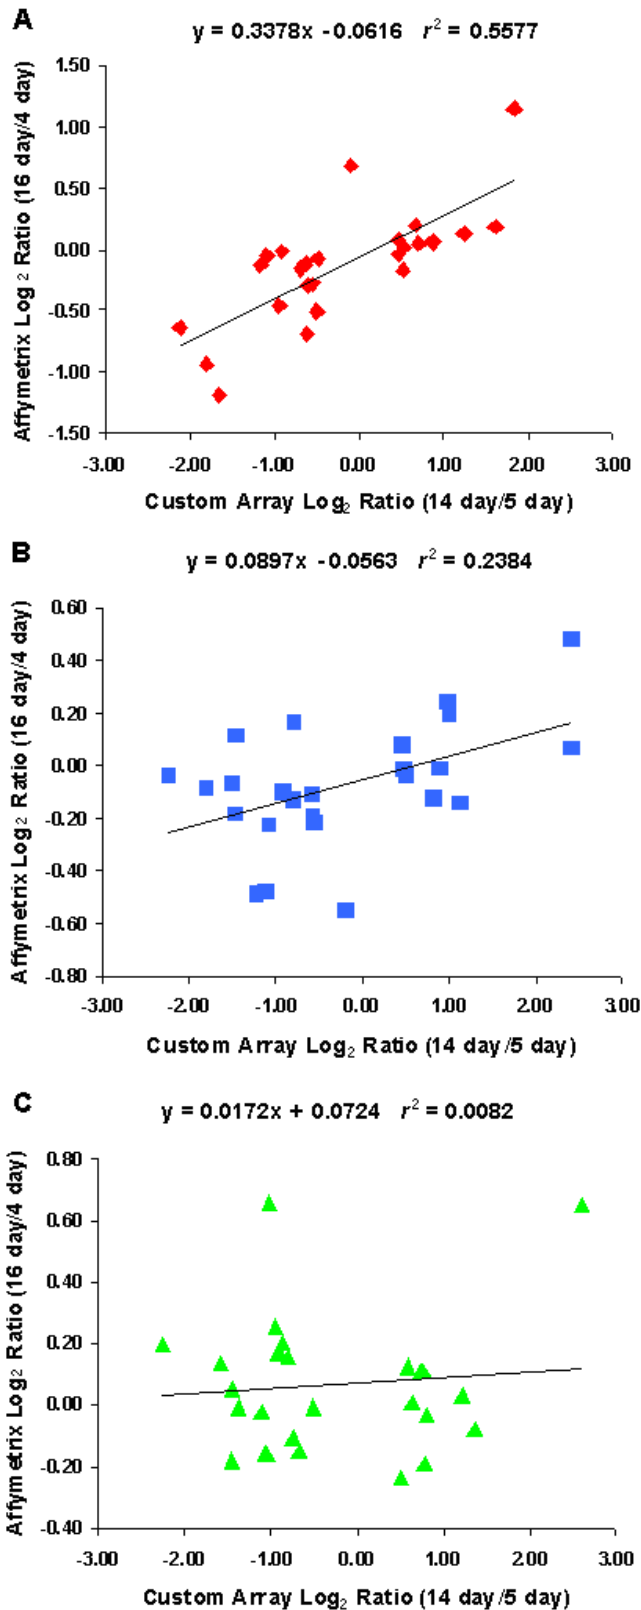 A
y = 0.3378x - 0.0616 r² = 0.5577
Affymetrix Log₂ Ratio (16 day/4 day)
1.50
1.00
0.50
0.00
-0.50
-1.00
-1.50
-3.00 -2.00 -1.00 0.00 1.00 2.00 3.00
Custom Array Log₂ Ratio (14 day/5 day)
B
y = 0.0897x - 0.0563 r² = 0.2384
Affymetrix Log₂ Ratio (16 day/4 day)
0.60
0.40
0.20
0.00
-0.20
-0.40
-0.60
-0.80
-3.00 -2.00 -1.00 0.00 1.00 2.00 3.00
Custom Array Log₂ Ratio (14 day/5 day)
C
y = 0.0172x + 0.0724 r² = 0.0082
Affymetrix Log₂ Ratio (16 day/4 day)
0.80
0.60
0.40
0.20
0.00
-0.20
-0.40
-3.00 -2.00 -1.00 0.00 1.00 2.00 3.00
Custom Array Log₂ Ratio (14 day/5 day)